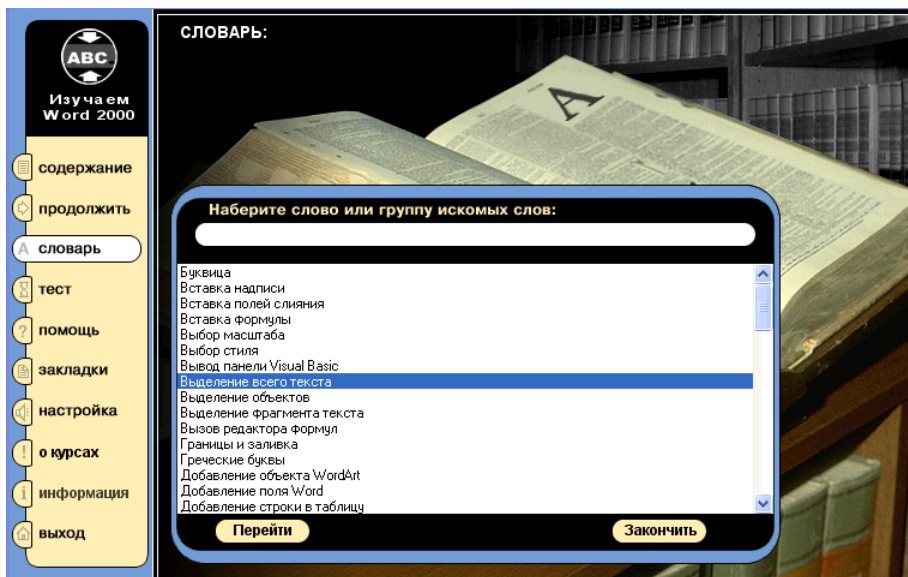 ABC
Изучаем
Word 2000
содержание
продолжить
А словарь
тест
? помощь
закладки
настройка
! о курсах
i информация
выход
СЛОВАРЬ:
A
Наберите слово или группу искомых слов:
Буквица
Вставка надписи
Вставка полей слияния
Вставка формулы
Выбор масштаба
Выбор стиля
Вывод панели Visual Basic
Выделение всего текста
Выделение объектов
Выделение фрагмента текста
Вызов редактора формул
Границы и заливка
Греческие буквы
Добавление объекта WordArt
Добавление поля Word
Добавление строки в таблицу
Перейти
Закончить